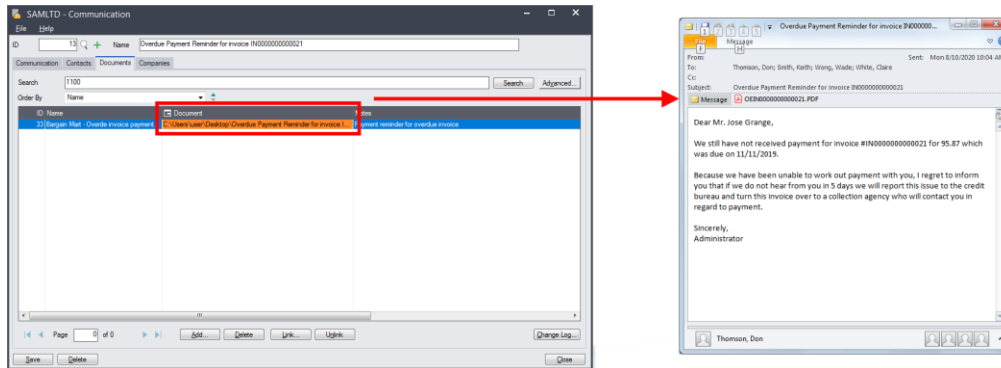 SAMLTD - Communication
File Help
ID 13 Name Overdue Payment Reminder for invoice IN0000000000021
Communication Contacts Documents Companies
Search 1100 Search Advanced...
Order By Name
ID Name Document Notes
33 Bargain Mart - Overde invoice payment C:\Users\user\Desktop\Overdue Payment Reminder for invoice I... Payment reminder for overdue invoice
Page 0 of 0 Add... Delete Link... Unlink Change Log...
Save Delete Close
Overdue Payment Reminder for invoice IN000000...
File Message
F H
From: Sent: Mon 8/10/2020 10:04 AM
To: Thomson, Don; Smith, Keith; Wong, Wade; White, Claire
Cc:
Subject: Overdue Payment Reminder for invoice IN0000000000021
Message OEIN0000000000021.PDF
Dear Mr. Jose Grange,
We still have not received payment for invoice #IN0000000000021 for 95.87 which
was due on 11/11/2019.
Because we have been unable to work out payment with you, I regret to inform
you that if we do not hear from you in 5 days we will report this issue to the credit
bureau and turn this invoice over to a collection agency who will contact you in
regard to payment.
Sincerely,
Administrator
Thomson, Don